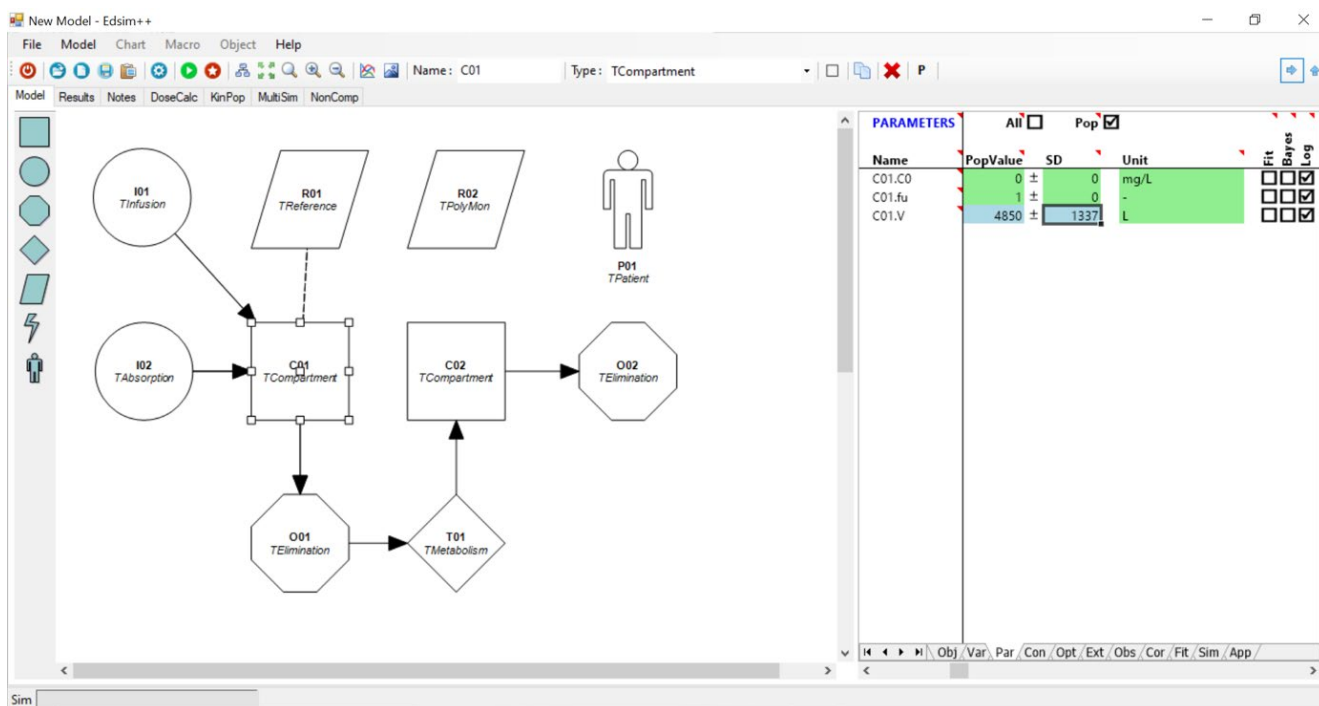 New Model - Edsim++
File Model Chart Macro Object Help
Name: C01 Type: TCompartment P
Model Results Notes DoseCalc KinPop MultiSim NonComp
I01
TInfusion
R01
TReference
R02
TPolyMon
P01
TPatient
I02
TAbsorption
C01
TCompartment
C02
TCompartment
O02
TElimination
O01
TElimination
T01
TMetabolism
PARAMETERS All Pop
Name PopValue SD Unit Fit Bayes Log
C01.C0 0 ± 0 mg/L
C01.fu 1 ± 0 -
C01.V 4850 ± 1337 L
Obj Var Par Con Opt Ext Obs Cor Fit Sim App
Sim